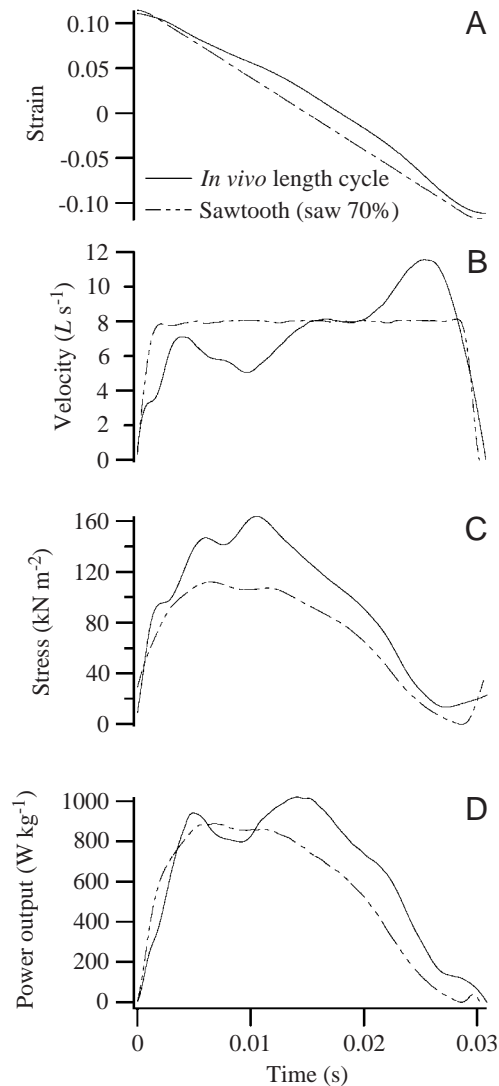 A
0.10
0.05
0
-0.05
-0.10
Strain
In vivo length cycle
Sawtooth (saw 70%)
B
12
10
8
6
4
2
0
Velocity (L s-1)
C
160
120
80
40
0
Stress (kN m-2)
D
1000
800
600
400
200
0
Power output (W kg-1)
0
0.01
0.02
0.03
Time (s)